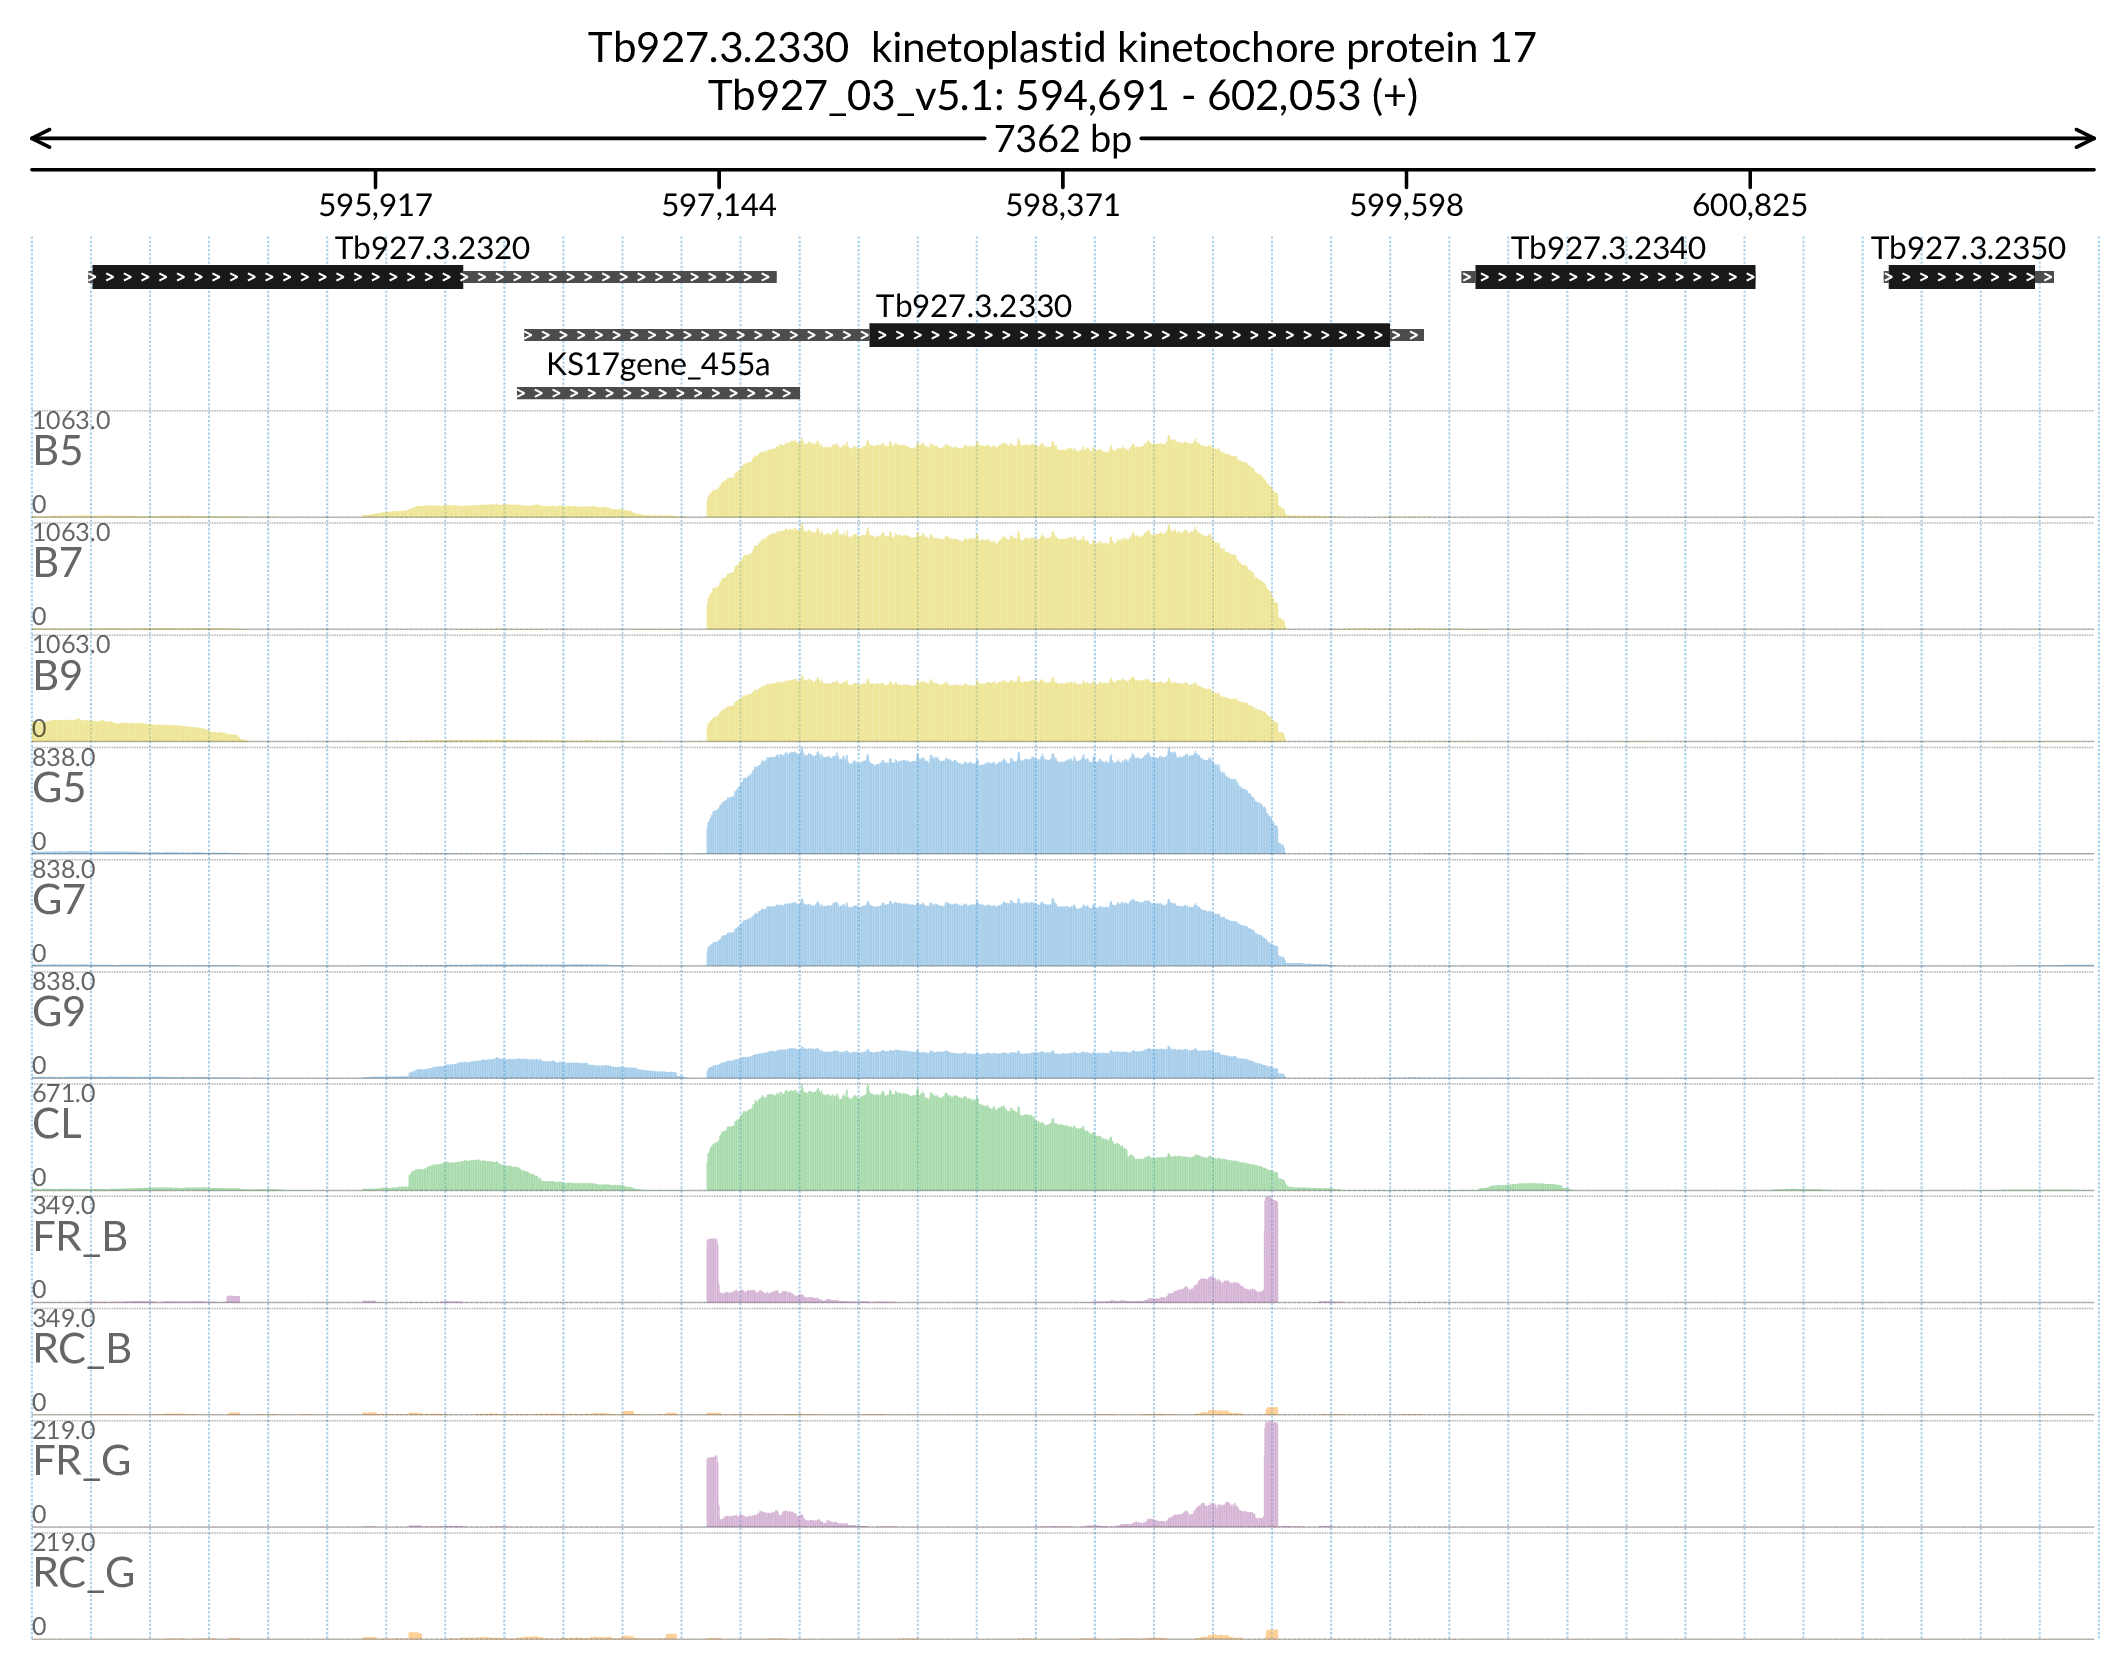 Tb927.3.2330  kinetoplastid kinetochore protein 17
Tb927_03_v5.1: 594,691 - 602,053 (+)
7362 bp
595,917 597,144 598,371 599,598 600,825
Tb927.3.2320 Tb927.3.2340 Tb927.3.2350
Tb927.3.2330
KS17gene_455a
1063.0
B5
0
1063.0
B7
0
1063.0
B9
0
838.0
G5
0
838.0
G7
0
838.0
G9
0
671.0
CL
0
349.0
FR_B
0
349.0
RC_B
0
219.0
FR_G
0
219.0
RC_G
0